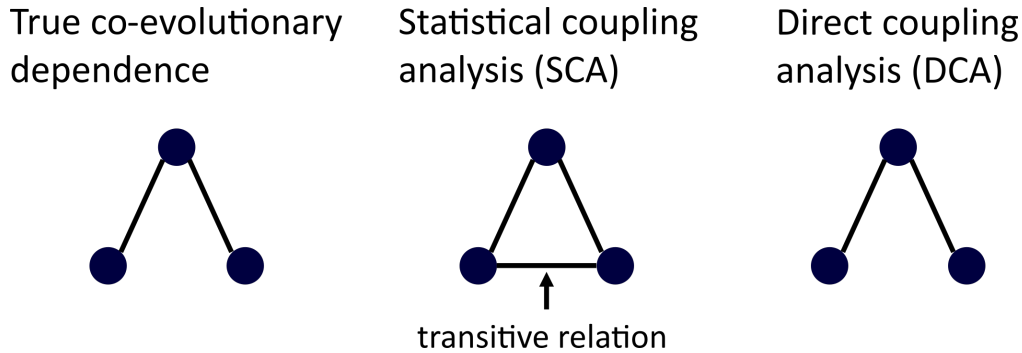 True co-evolutionary
dependence
Statistical coupling
analysis (SCA)
Direct coupling
analysis (DCA)
transitive relation